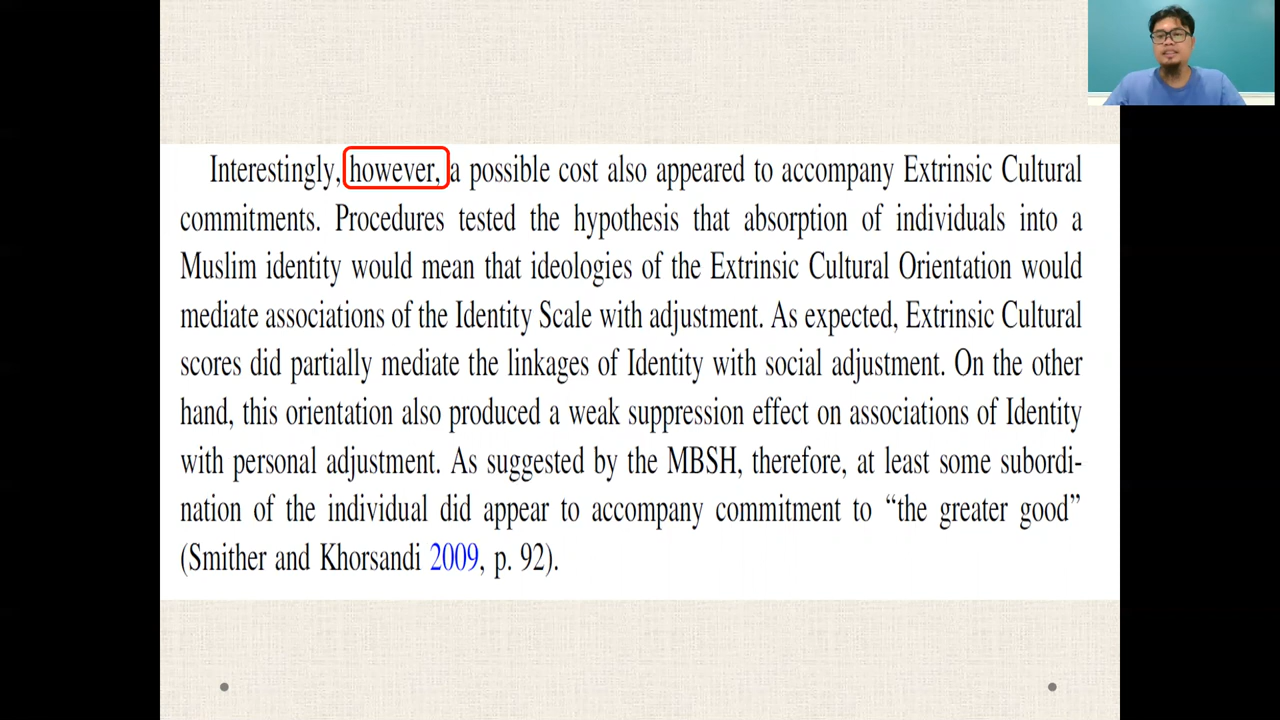 Interestingly, however, a possible cost also appeared to accompany Extrinsic Cultural
commitments. Procedures tested the hypothesis that absorption of individuals into a
Muslim identity would mean that ideologies of the Extrinsic Cultural Orientation would
mediate associations of the Identity Scale with adjustment. As expected, Extrinsic Cultural
scores did partially mediate the linkages of Identity with social adjustment. On the other
hand, this orientation also produced a weak suppression effect on associations of Identity
with personal adjustment. As suggested by the MBSH, therefore, at least some subordi-
nation of the individual did appear to accompany commitment to “the greater good”
(Smither and Khorsandi 2009, p. 92).